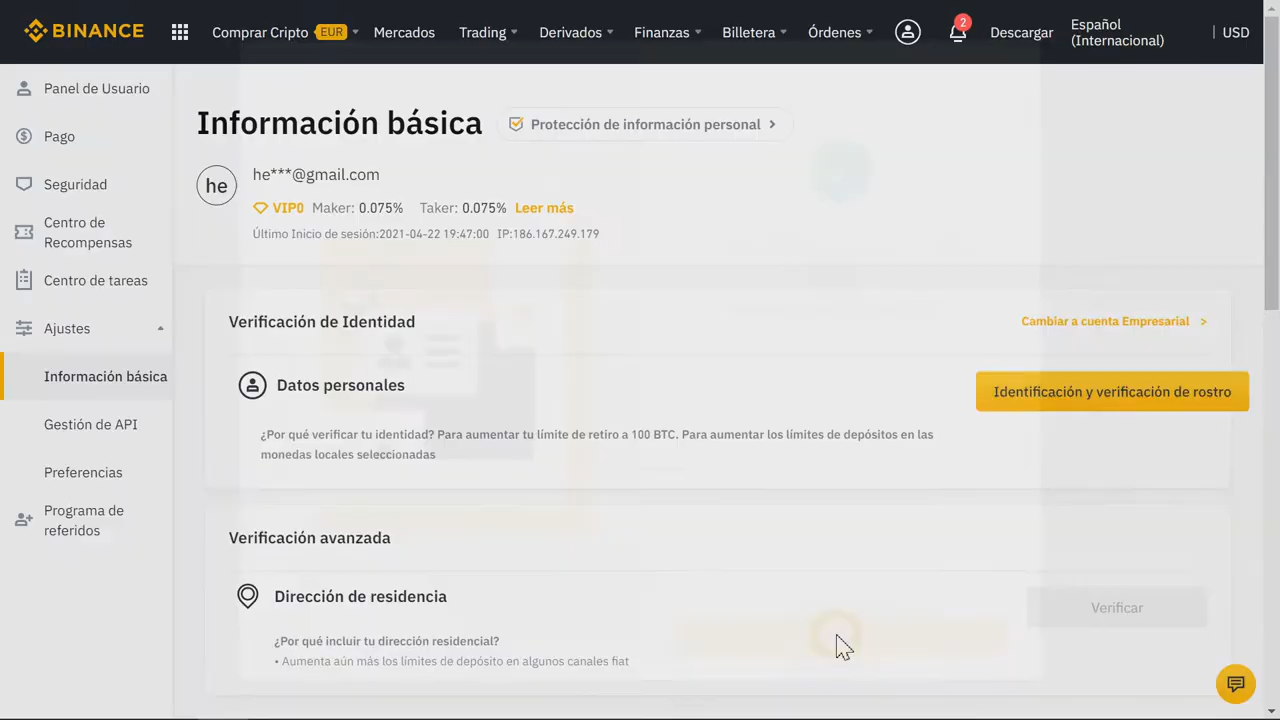 BINANCE
Comprar Cripto EUR
Mercados
Trading
Derivados
Finanzas
Billetera
Órdenes
2
Descargar
Español
(Internacional)
| USD
Panel de Usuario
Pago
Seguridad
Centro de
Recompensas
Centro de tareas
Ajustes
Información básica
Gestión de API
Preferencias
Programa de
referidos
Información básica
Protección de información personal >
he
he***@gmail.com
VIP0 Maker: 0.075% Taker: 0.075% Leer más
Último Inicio de sesión:2021-04-22 19:47:00 IP:186.167.249.179
Verificación de Identidad
Cambiar a cuenta Empresarial >
Datos personales
Identificación y verificación de rostro
¿Por qué verificar tu identidad? Para aumentar tu límite de retiro a 100 BTC. Para aumentar los límites de depósitos en las
monedas locales seleccionadas
Verificación avanzada
Dirección de residencia
Verificar
¿Por qué incluir tu dirección residencial?
• Aumenta aún más los límites de depósito en algunos canales fiat